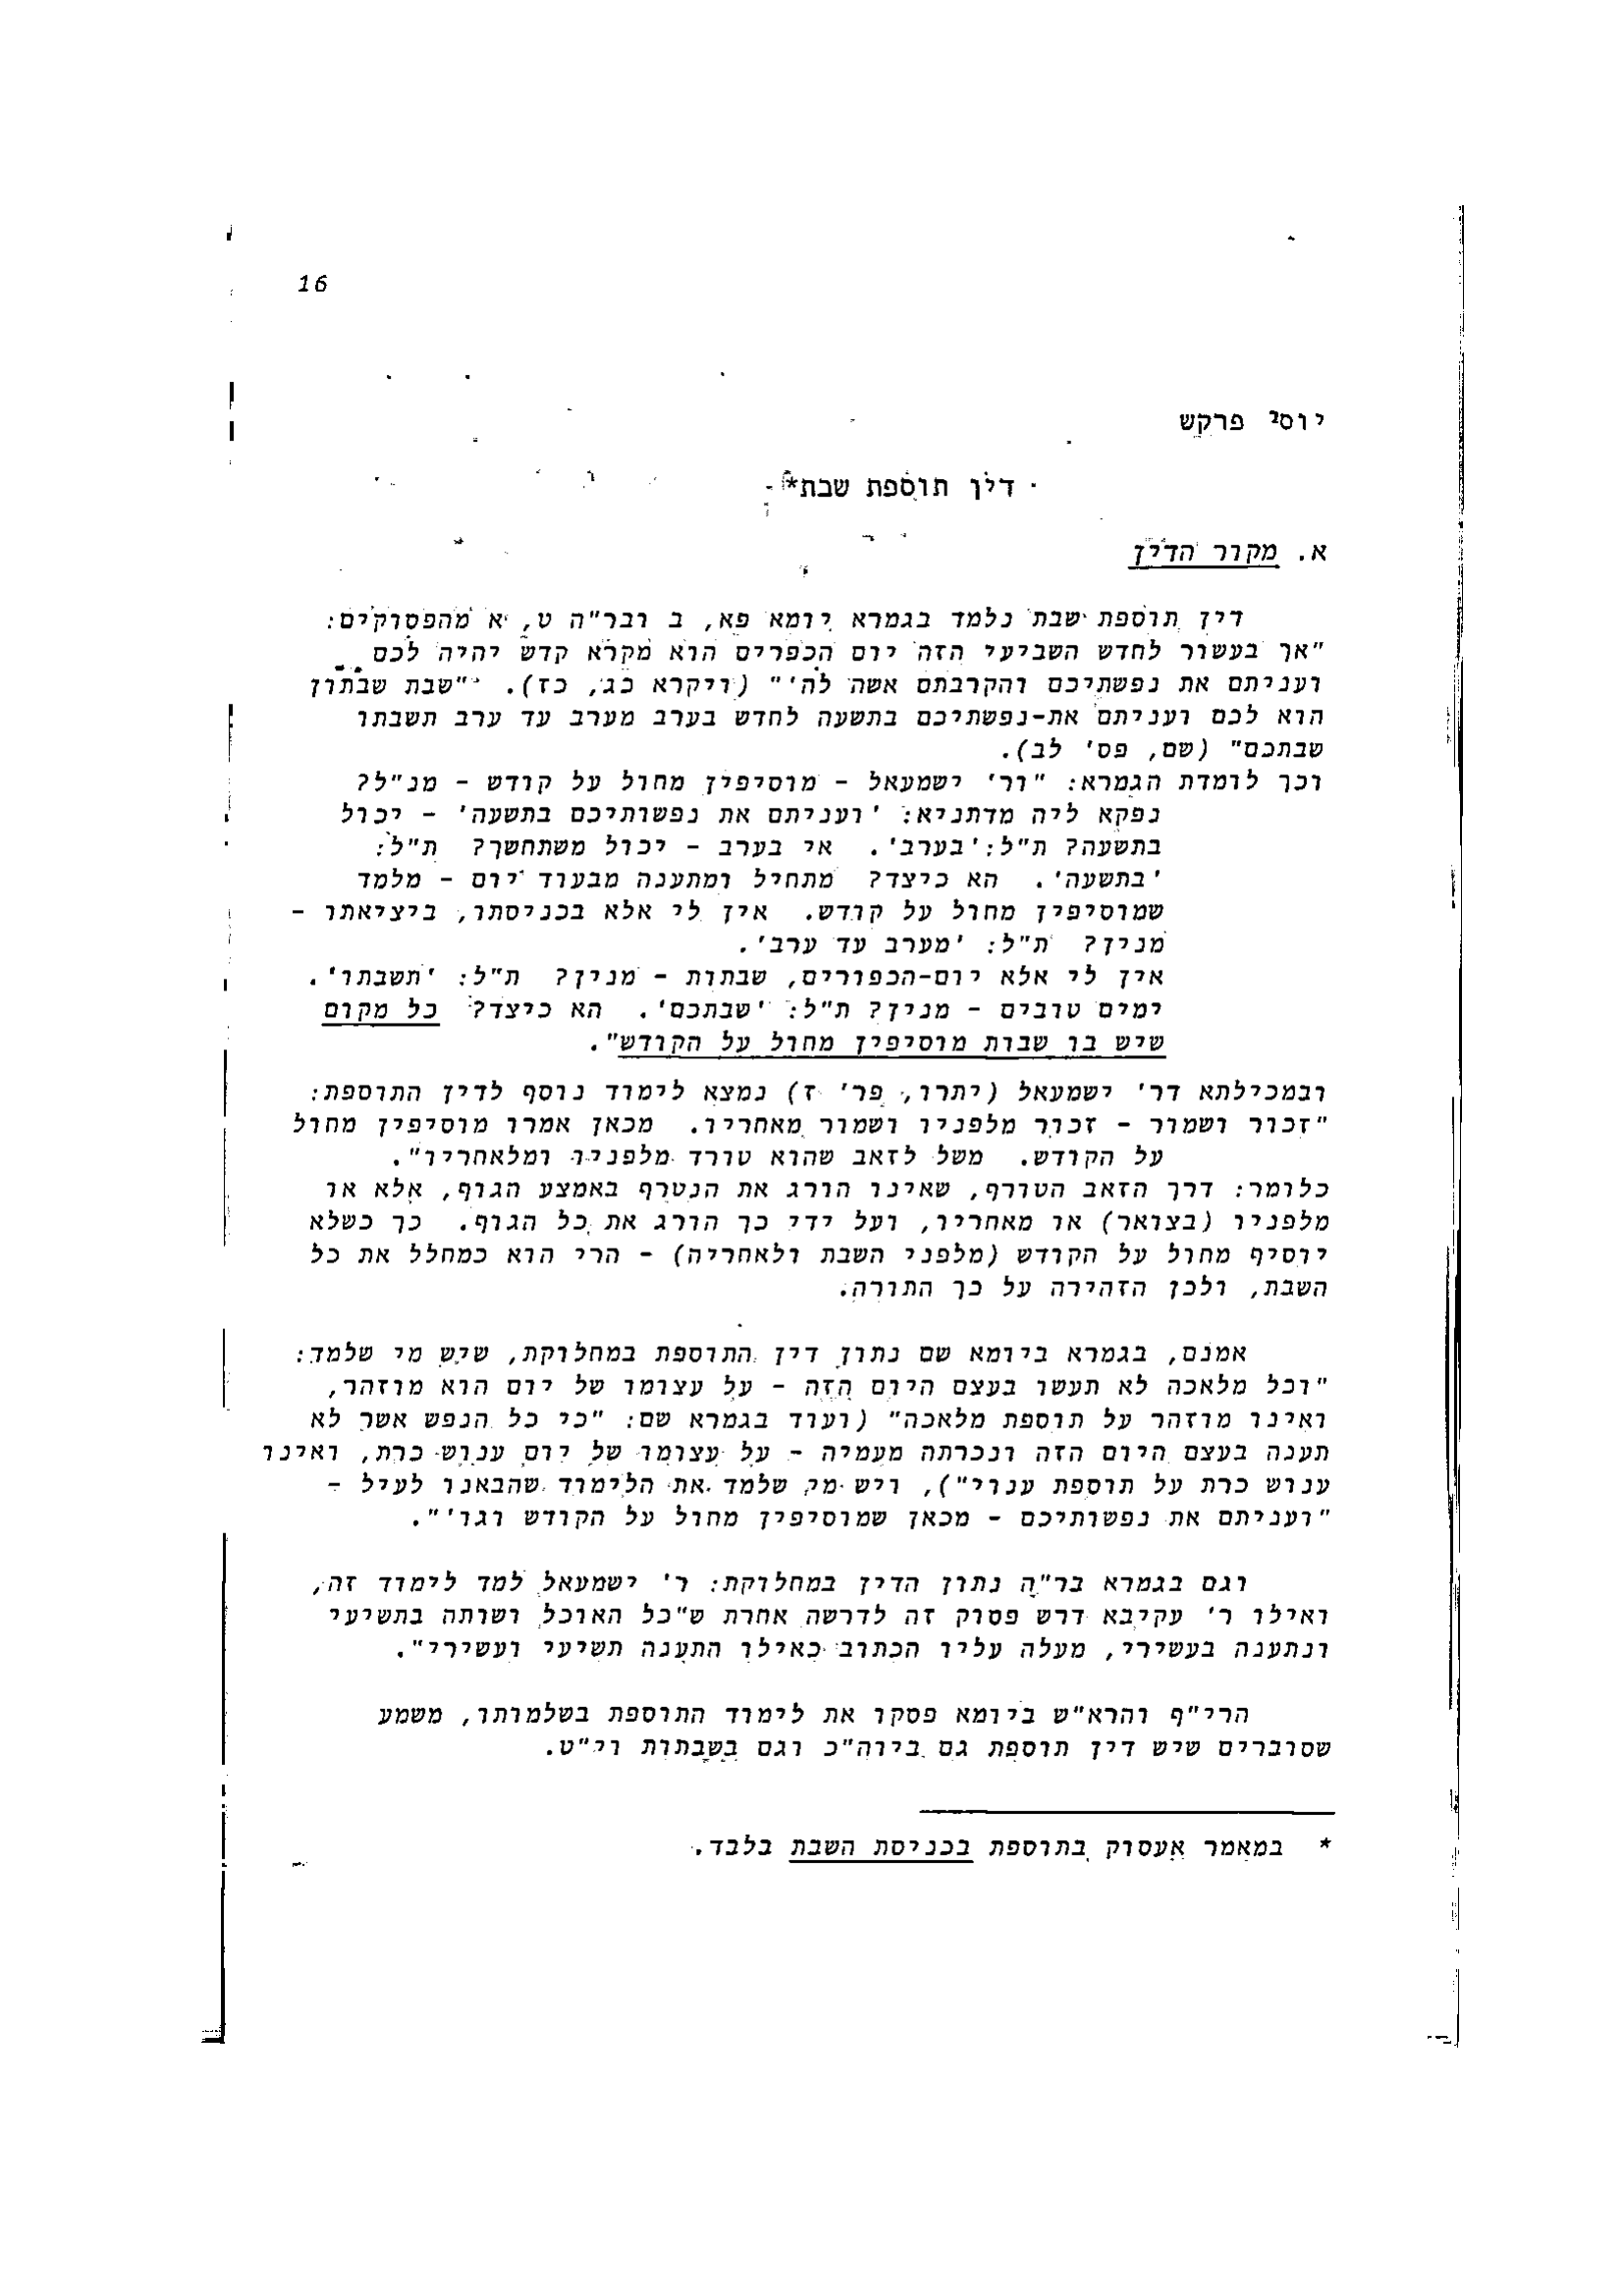 16
יוסי פרקש
דין תוספת שבת*
א. מקור הדין
דין תוספת שבת נלמד בגמרא יומא פא, ב ובר"ה ט, א מהפסוקים:
"אך בעשור לחדש השביעי הזה יום הכפרים הוא מקרא קדש יהיה לכם
ועניתם את נפשתיכם והקרבתם אשה לה'" (ויקרא כג, כז). "שבת שבתון
הוא לכם ועניתם את-נפשתיכם בתשעה לחדש בערב מערב עד ערב תשבתו
שבתכם" (שם, פס' לב).
וכך לומדת הגמרא: "ור' ישמעאל - מוסיפין מחול על קודש - מנ"ל?
נפקא ליה מדתניא: 'ועניתם את נפשותיכם בתשעה' - יכול
בתשעה? ת"ל: 'בערב'. אי בערב - יכול משתחשך? ת"ל:
'בתשעה'. הא כיצד? מתחיל ומתענה מבעוד יום - מלמד
שמוסיפין מחול על קודש. אין לי אלא בכניסתו, ביציאתו -
מנין? ת"ל: 'מערב עד ערב'.
אין לי אלא יום-הכפורים, שבתות - מנין? ת"ל: 'תשבתו'.
ימים טובים - מנין? ת"ל: 'שבתכם'. הא כיצד? כל מקום
שיש בו שבות מוסיפין מחול על הקודש".
ובמכילתא דר' ישמעאל (יתרו, פר' ז) נמצא לימוד נוסף לדין התוספת:
"זכור ושמור - זכור מלפניו ושמור מאחריו. מכאן אמרו מוסיפין מחול
על הקודש. משל לזאב שהוא טורד מלפניו ומלאחריו".
כלומר: דרך הזאב הטורף, שאינו הורג את הנטרף באמצע הגוף, אלא או
מלפניו (בצואר) או מאחריו, ועל ידי כך הורג את כל הגוף. כך כשלא
יוסיף מחול על הקודש (מלפני השבת ולאחריה) - הרי הוא כמחלל את כל
השבת, ולכן הזהירה על כך התורה.
אמנם, בגמרא ביומא שם נתון דין התוספת במחלוקת, שיש מי שלמד:
"וכל מלאכה לא תעשו בעצם היום הזה - על עצומו של יום הוא מוזהר,
ואינו מוזהר על תוספת מלאכה" (ועוד בגמרא שם: "כי כל הנפש אשר לא
תענה בעצם היום הזה ונכרתה מעמיה - על עצומו של יום ענוש כרת, ואינו
ענוש כרת על תוספת ענוי"), ויש מי שלמד את הלימוד שהבאנו לעיל -
"ועניתם את נפשותיכם - מכאן שמוסיפין מחול על הקודש וגו'".
וגם בגמרא בר"ה נתון הדין במחלוקת: ר' ישמעאל למד לימוד זה,
ואילו ר' עקיבא דרש פסוק זה לדרשה אחרת ש"כל האוכל ושותה בתשיעי
ונתענה בעשירי, מעלה עליו הכתוב כאילו התענה תשיעי ועשירי".
הרי"ף והרא"ש ביומא פסקו את לימוד התוספת בשלמותו, משמע
שסוברים שיש דין תוספת גם ביוה"כ וגם בשבתות וי"ט.
* במאמר אעסוק בתוספת בכניסת השבת בלבד.